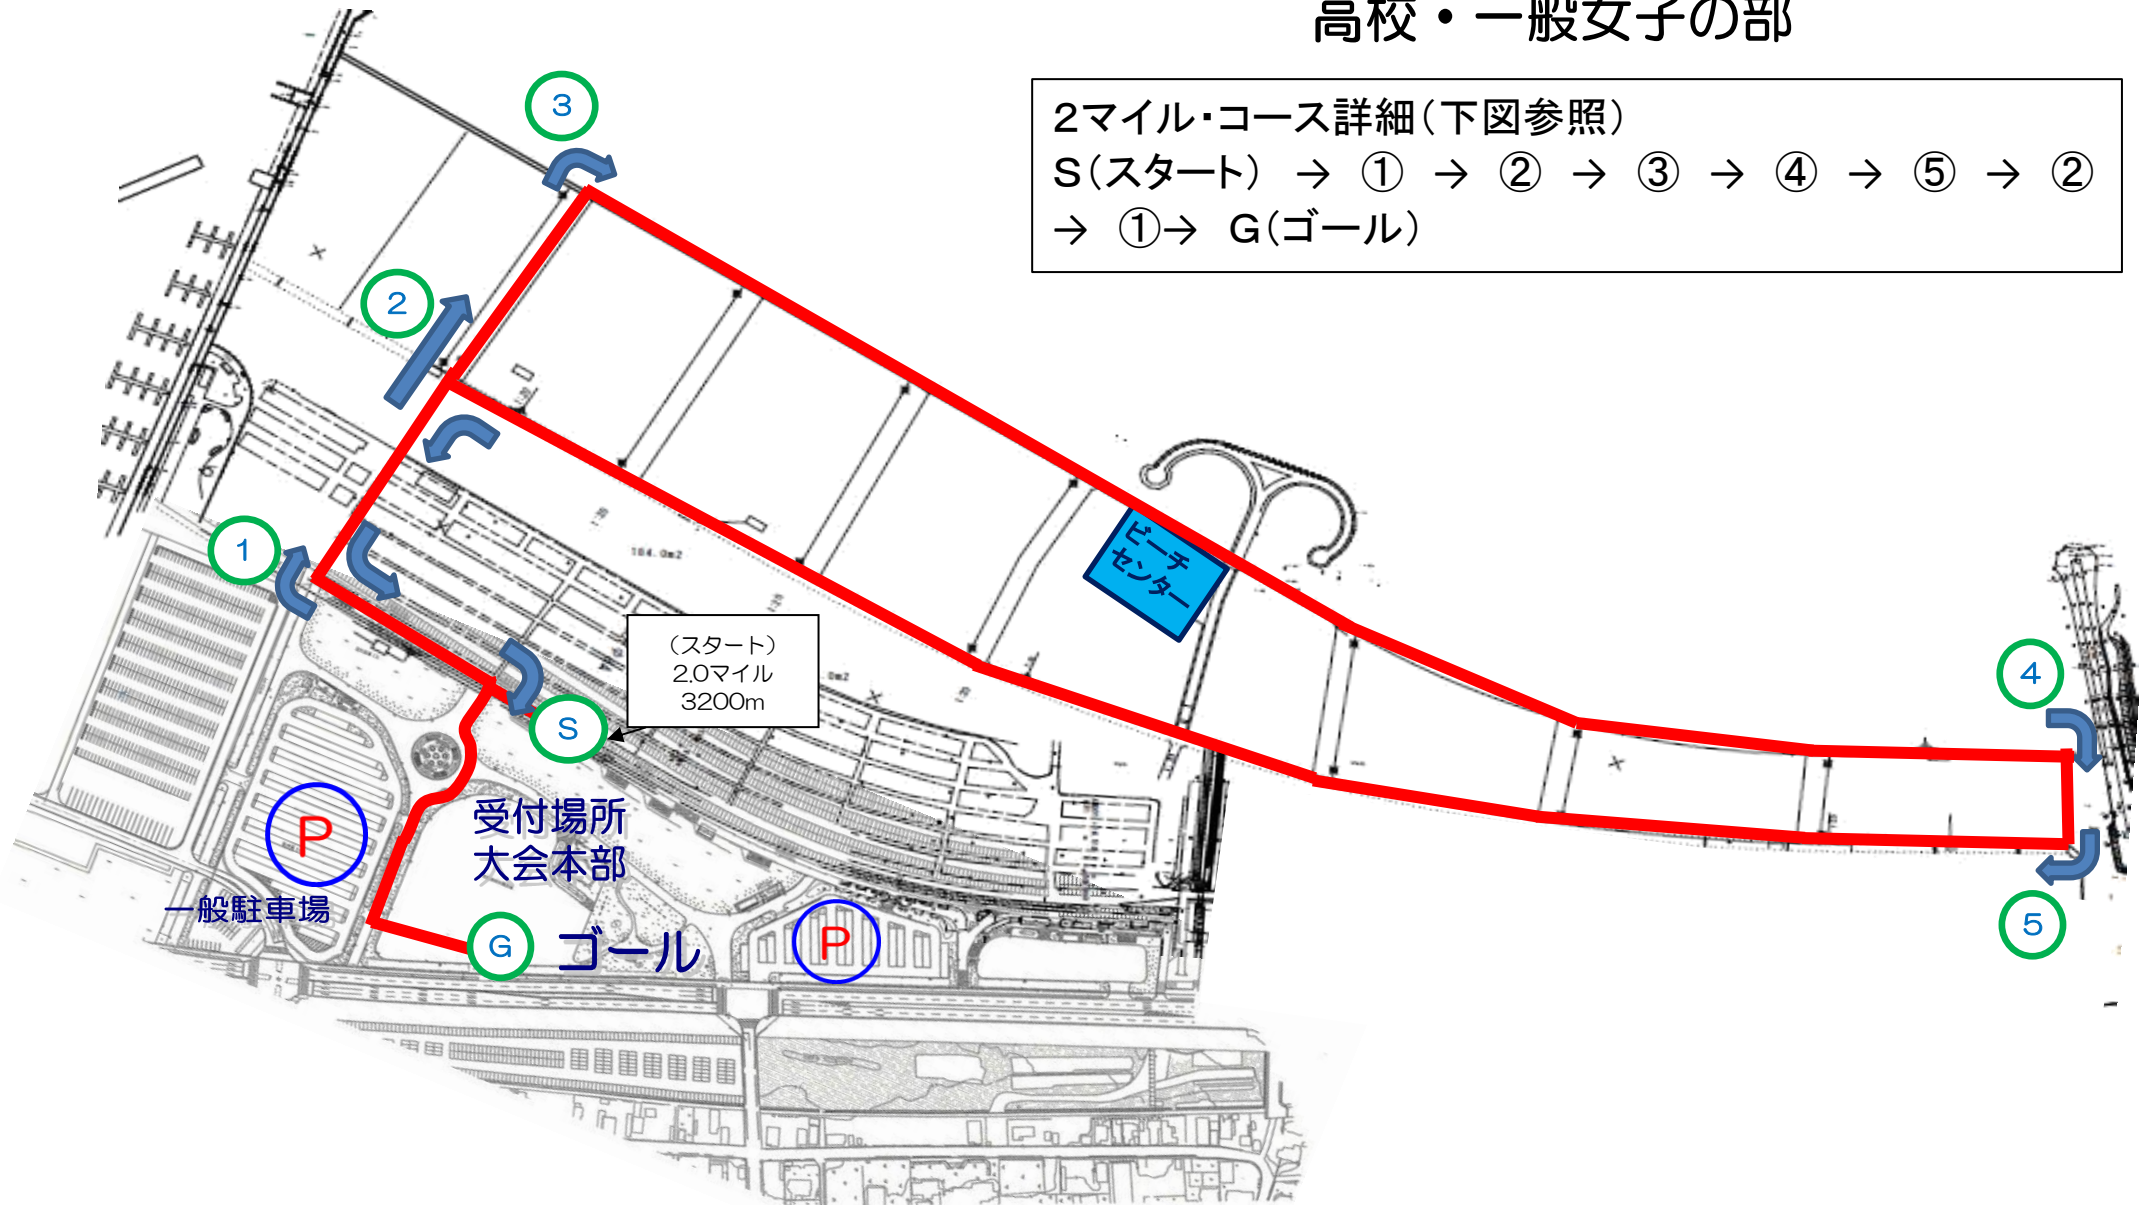 高校・一般女子の部
2マイル・コース詳細(下図参照)
S(スタート) → ① → ② → ③ → ④ → ⑤ → ②
→ ①→ G(ゴール)
3
2
1
ビーチ
センター
(スタート)
2.0マイル
3200m
S
4
5
受付場所
大会本部
P
一般駐車場
G
ゴール
P
184.0m2
0m2